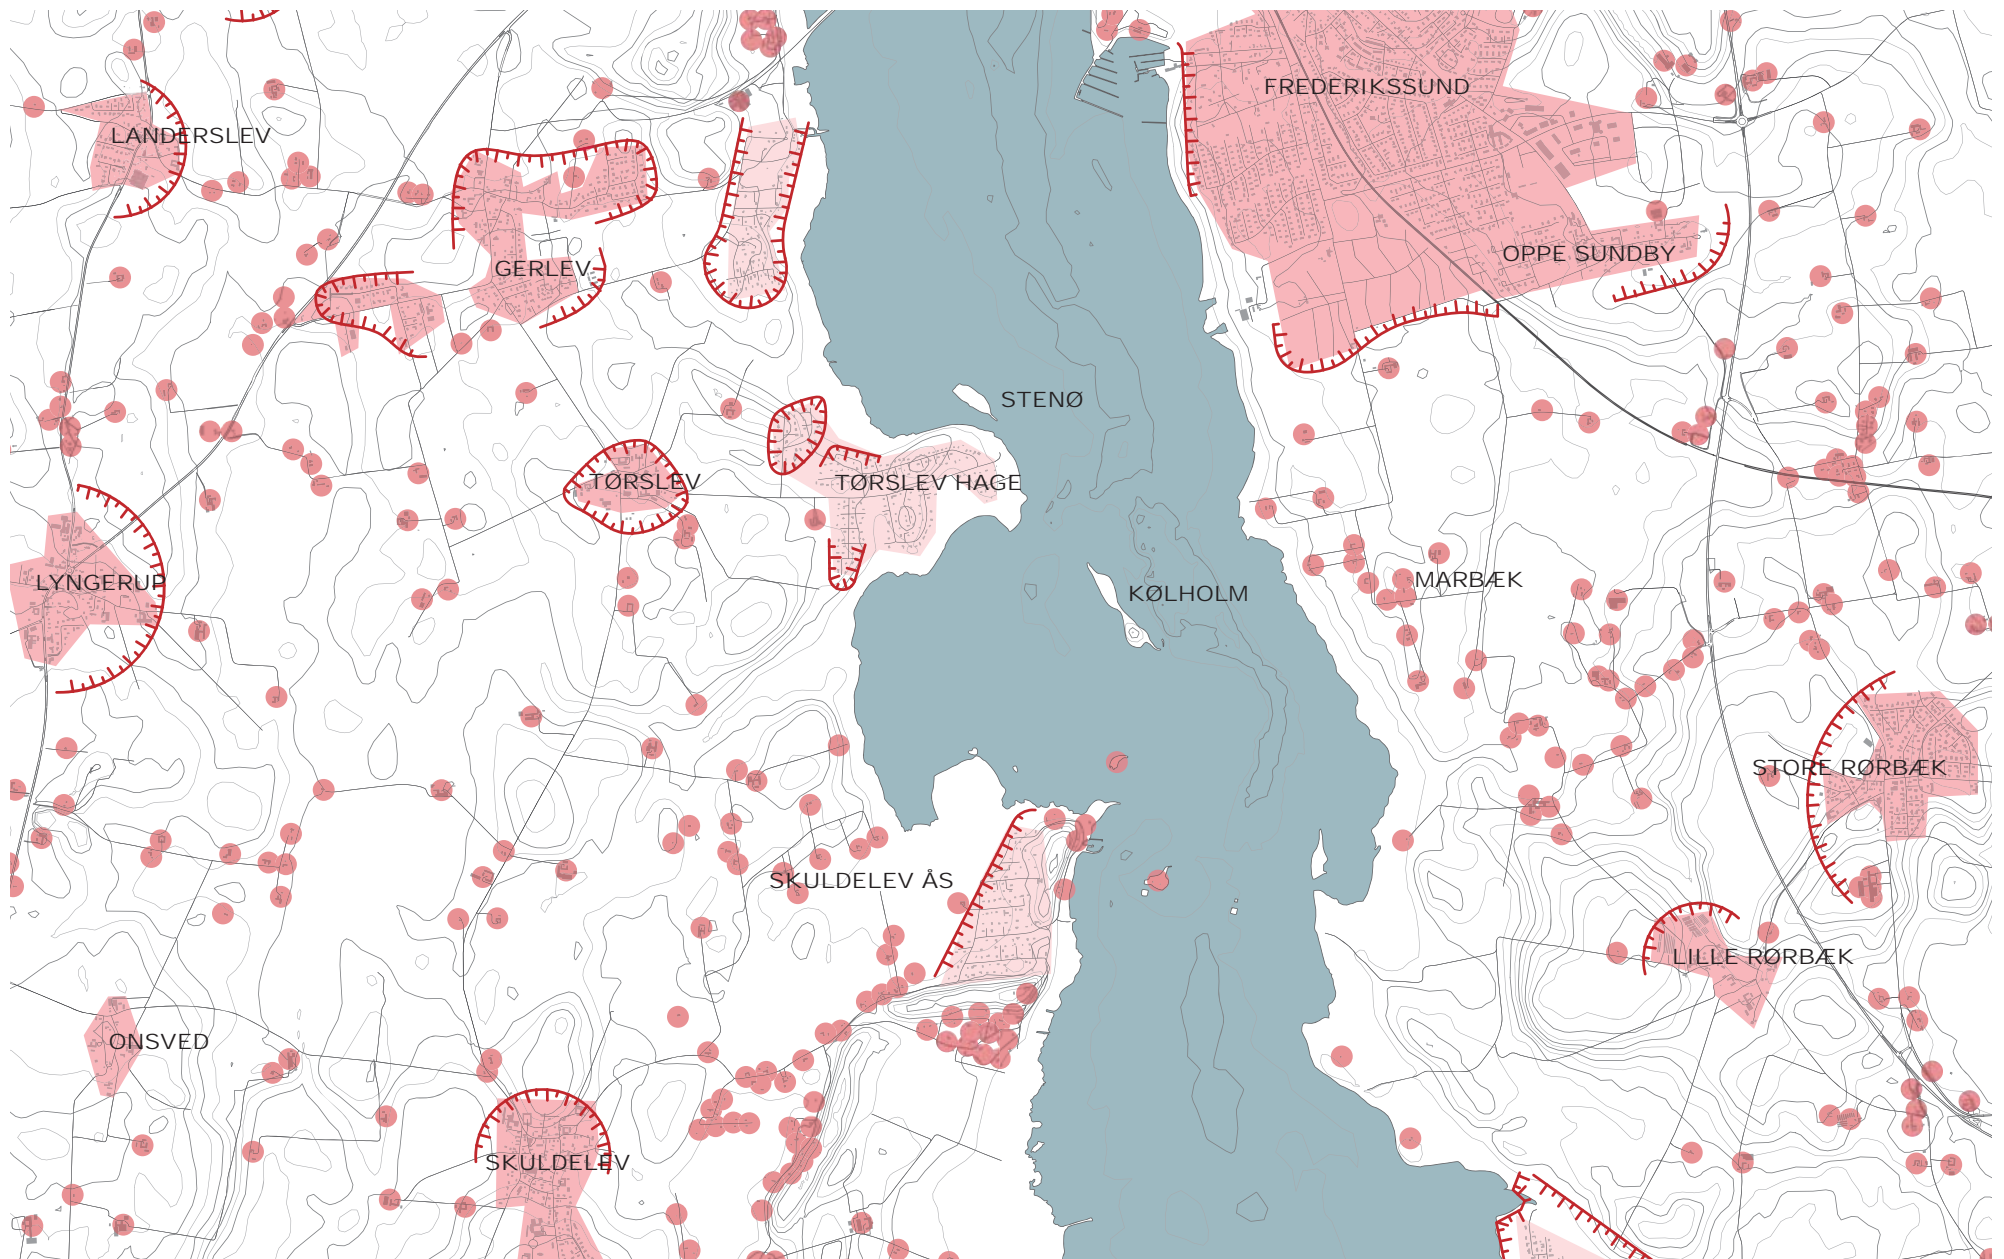 FREDERIKSSUND
LANDERSLEV
OPPE SUNDBY
GERLEV
STENØ
TØRSLEV
TØRSLEV HAGE
LYNGERUP
MARBÆK
KØLHOLM
STORE RØRBÆK
SKULDELEV ÅS
LILLE RØRBÆK
ONSVED
SKULDELEV